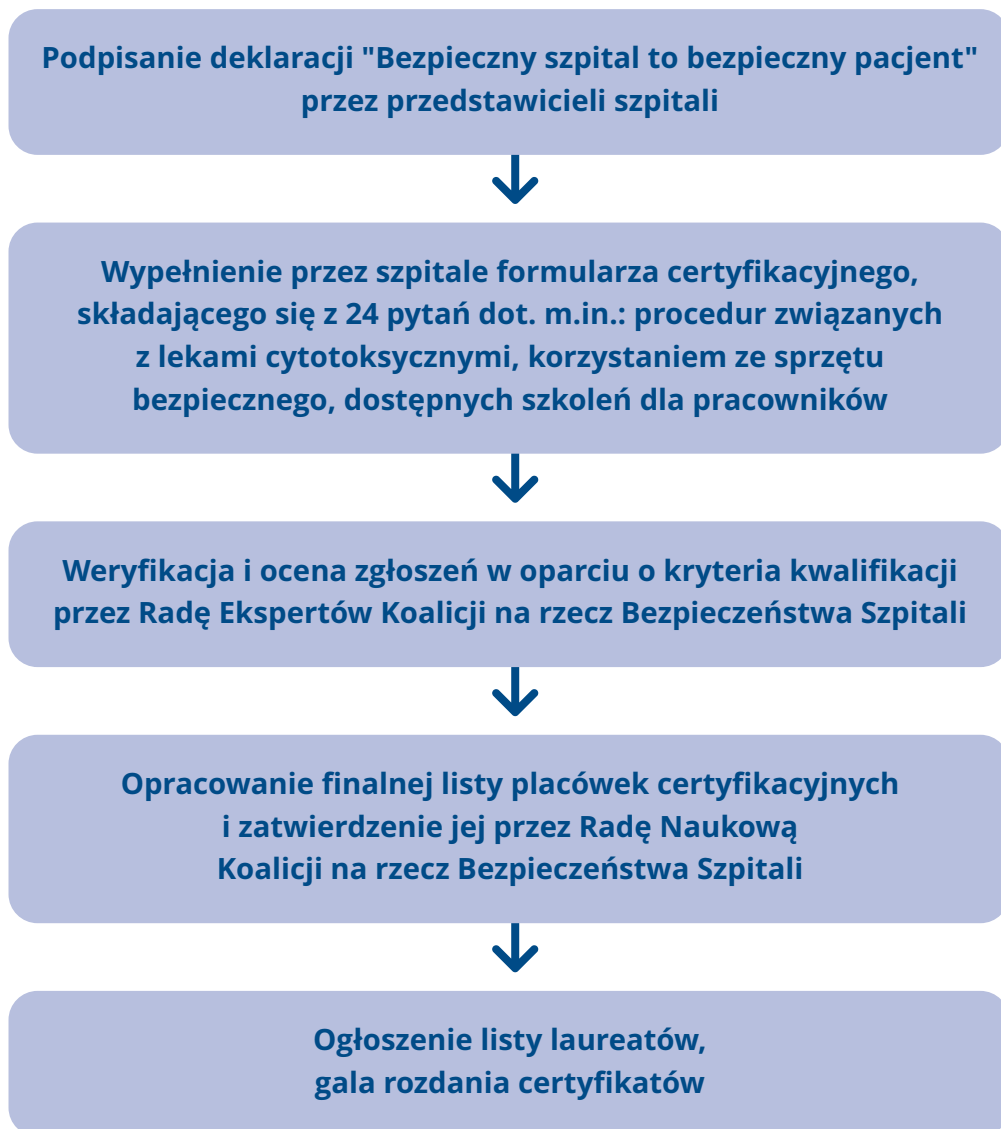 Podpisanie deklaracji "Bezpieczny szpital to bezpieczny pacjent"
przez przedstawicieli szpitali
Wypełnienie przez szpitale formularza certyfikacyjnego,
składającego się z 24 pytań dot. m.in.: procedur związanych
z lekami cytotoksycznymi, korzystaniem ze sprzętu
bezpiecznego, dostępnych szkoleń dla pracowników
Weryfikacja i ocena zgłoszeń w oparciu o kryteria kwalifikacji
przez Radę Ekspertów Koalicji na rzecz Bezpieczeństwa Szpitali
Opracowanie finalnej listy placówek certyfikacyjnych
i zatwierdzenie jej przez Radę Naukową
Koalicji na rzecz Bezpieczeństwa Szpitali
Ogłoszenie listy laureatów,
gala rozdania certyfikatów